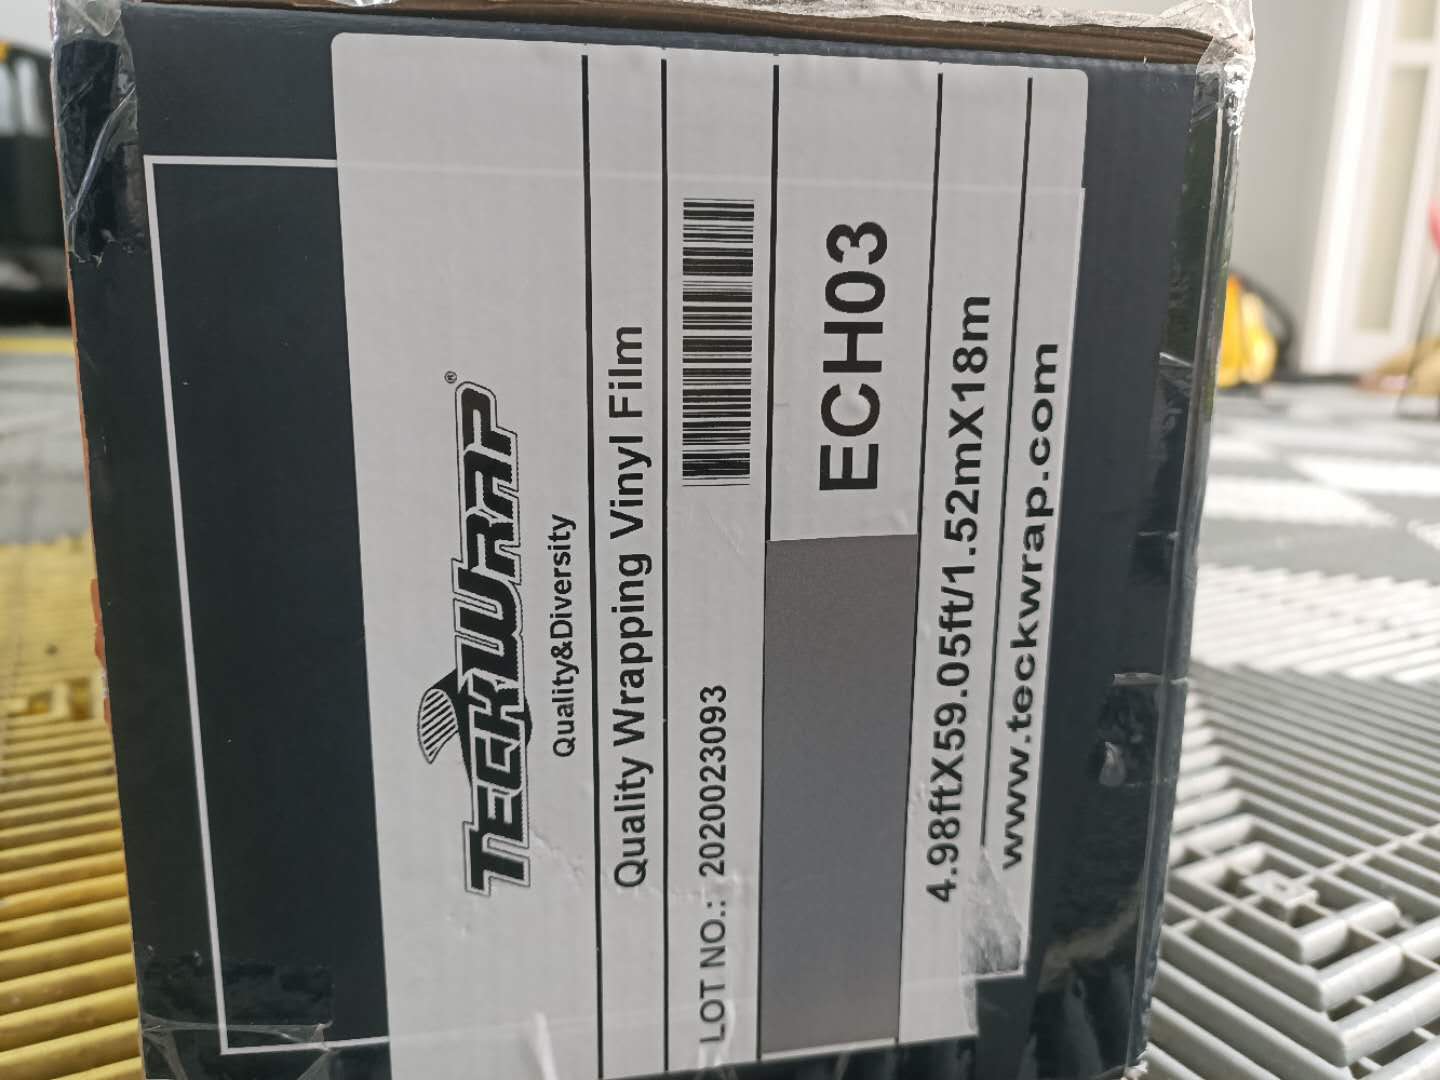 TECKWRAP®
Quality&Diversity
Quality Wrapping Vinyl Film
LOT NO.: 2020023093
ECH03
4.98ftX59.05ft/1.52mX18m
www.teckwrap.com